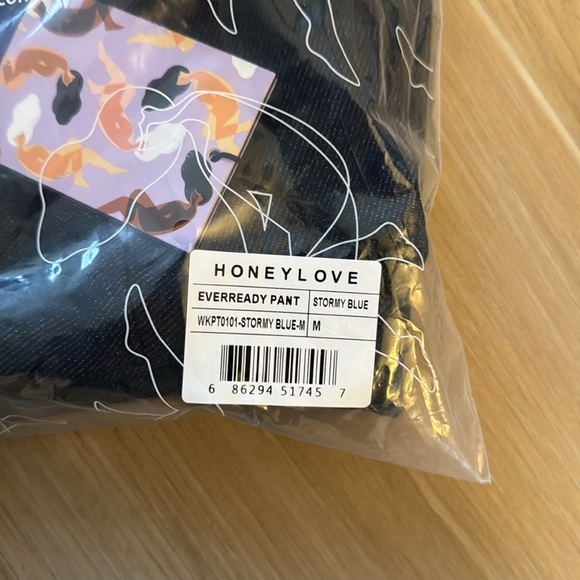 HONEYLOVE
EVERREADY PANT STORMY BLUE
WKPT0101-STORMY BLUE-M M
6 86294 51745 7